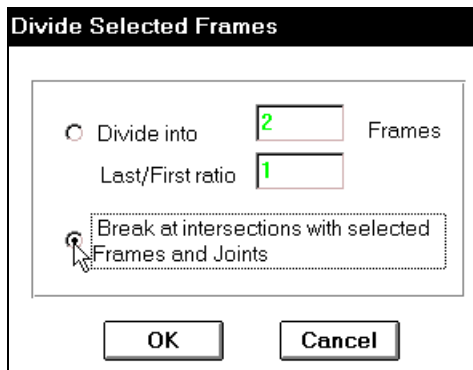 Divide Selected Frames
Divide into 2 Frames
Last/First ratio 1
Break at intersections with selected
Frames and Joints
OK Cancel